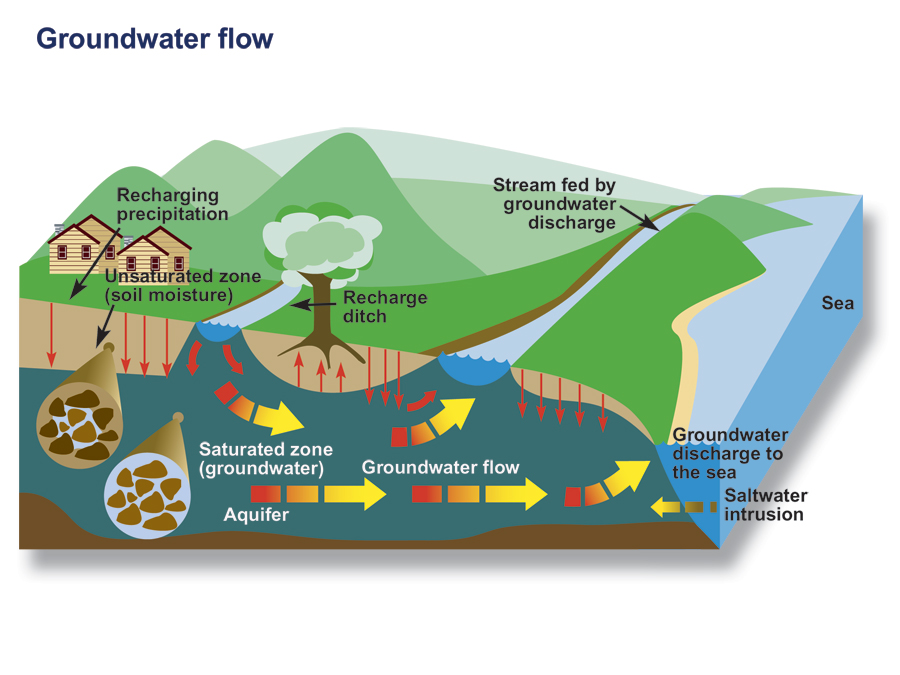 Groundwater flow
Recharging
precipitation
Stream fed by
groundwater
discharge
Unsaturated zone
(soil moisture)
Recharge
ditch
Sea
Saturated zone
(groundwater)
Groundwater flow
Groundwater
discharge to
the sea
Aquifer
Saltwater
intrusion